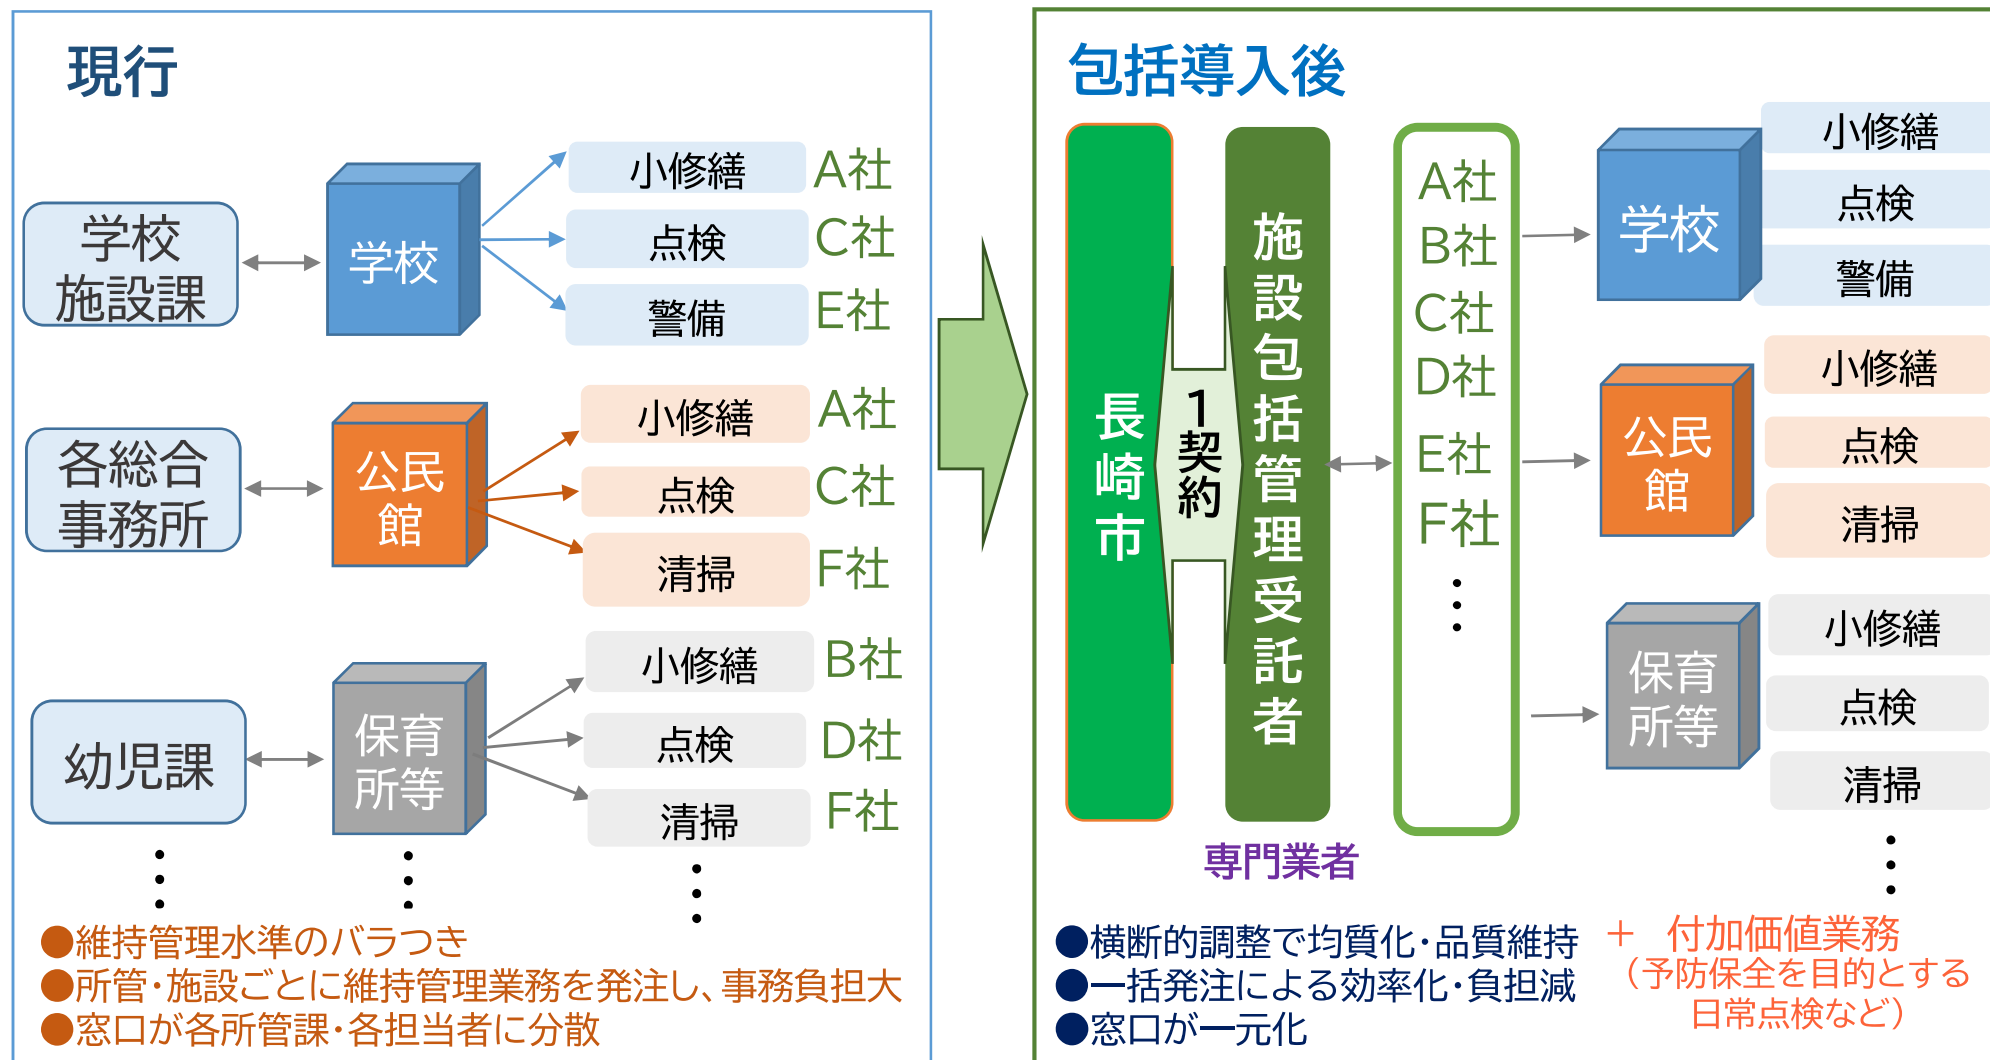 現行
学校
施設課
学校
小修繕
A社
点検
C社
警備
E社
各総合
事務所
公民
館
小修繕
A社
点検
C社
清掃
F社
幼児課
保育
所等
小修繕
B社
点検
D社
清掃
F社
●維持管理水準のバラつき
●所管・施設ごとに維持管理業務を発注し、事務負担大
●窓口が各所管課・各担当者に分散
包括導入後
長崎市
1契約
施設包括管理受託者
専門業者
A社
B社
C社
D社
E社
F社
学校
小修繕
点検
警備
公民
館
小修繕
点検
清掃
保育
所等
小修繕
点検
清掃
●横断的調整で均質化・品質維持
●一括発注による効率化・負担減
●窓口が一元化
＋　付加価値業務
（予防保全を目的とする
日常点検など）